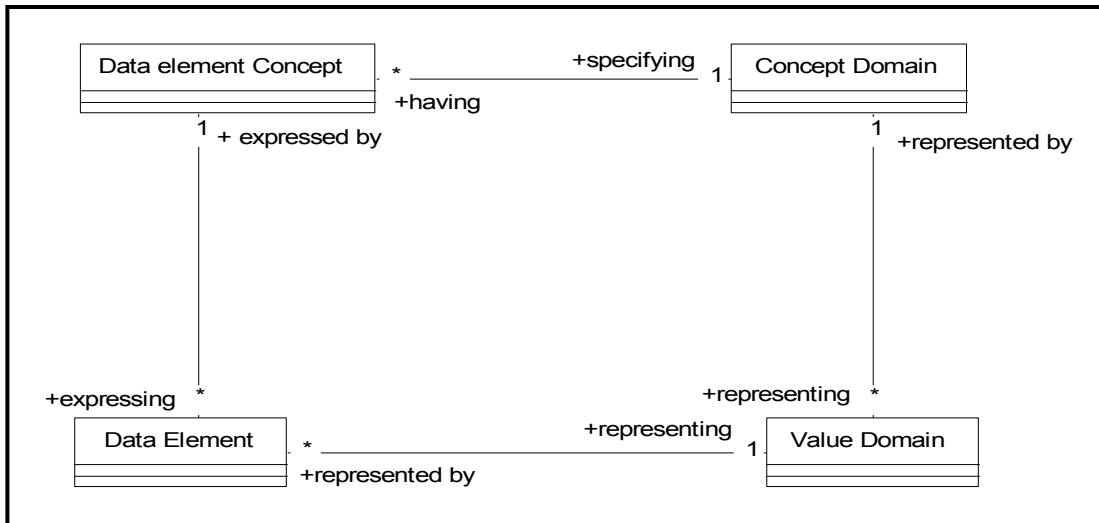 Data element Concept
*
+having
+specifying
1
Concept Domain
1
+ expressed by
1
+represented by
+expressing
*
+representing
*
Data Element
*
+represented by
+representing
1
Value Domain